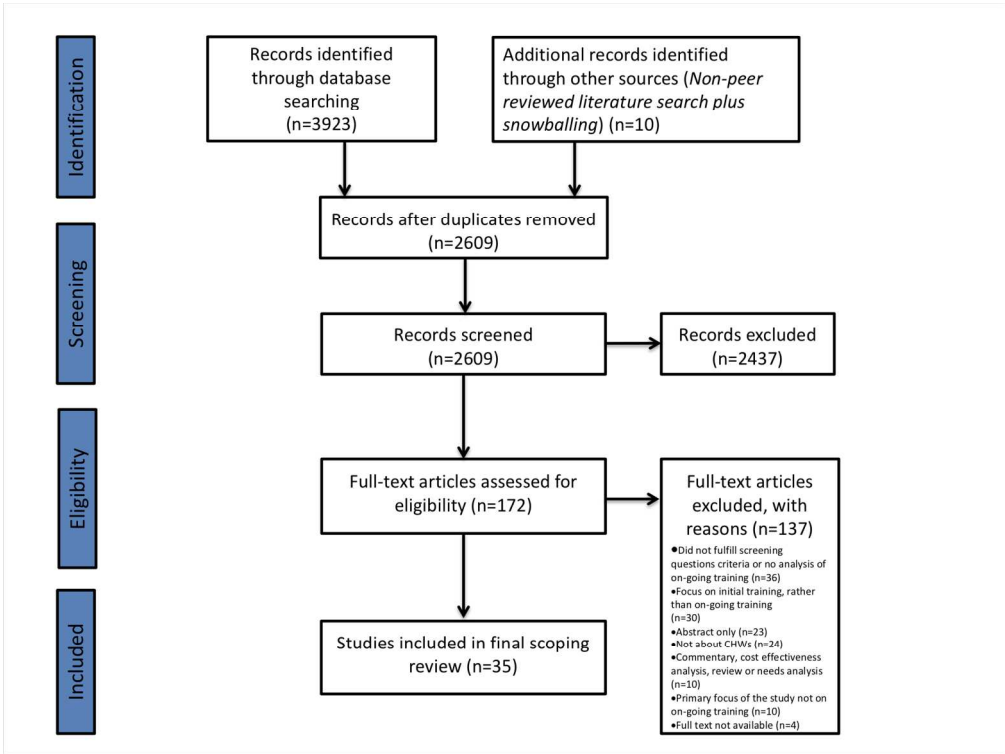 Identification
Records identified
through database
searching
(n=3923)
Additional records identified
through other sources (Non-peer
reviewed literature search plus
snowballing) (n=10)
Records after duplicates removed
(n=2609)
Screening
Records screened
(n=2609)
Records excluded
(n=2437)
Eligibility
Full-text articles assessed for
eligibility (n=172)
Full-text articles
excluded, with
reasons (n=137)
•Did not fulfill screening
questions criteria or no analysis of
on-going training (n=36)
•Focus on initial training, rather
than on-going training
(n=30)
•Abstract only (n=23)
•Not about CHWs (n=24)
•Commentary, cost effectiveness
analysis, review or needs analysis
(n=10)
•Primary focus of the study not on
on-going training (n=10)
•Full text not available (n=4)
Included
Studies included in final scoping
review (n=35)